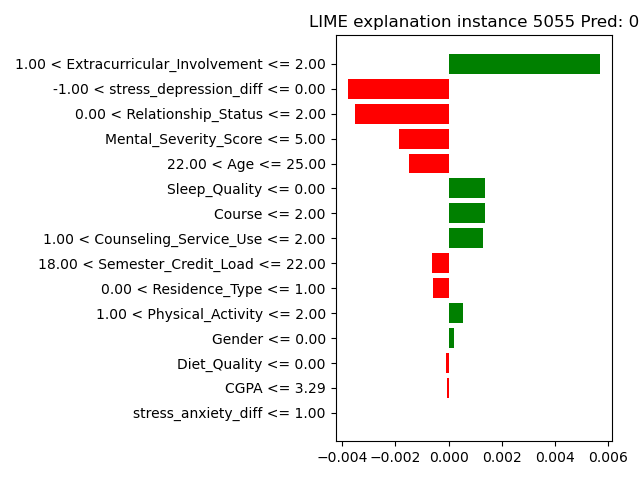 LIME explanation instance 5055 Pred: 0
1.00 < Extracurricular_Involvement <= 2.00
-1.00 < stress_depression_diff <= 0.00
0.00 < Relationship_Status <= 2.00
Mental_Severity_Score <= 5.00
22.00 < Age <= 25.00
Sleep_Quality <= 0.00
Course <= 2.00
1.00 < Counseling_Service_Use <= 2.00
18.00 < Semester_Credit_Load <= 22.00
0.00 < Residence_Type <= 1.00
1.00 < Physical_Activity <= 2.00
Gender <= 0.00
Diet_Quality <= 0.00
CGPA <= 3.29
stress_anxiety_diff <= 1.00
−0.004 −0.002 0.000 0.002 0.004 0.006